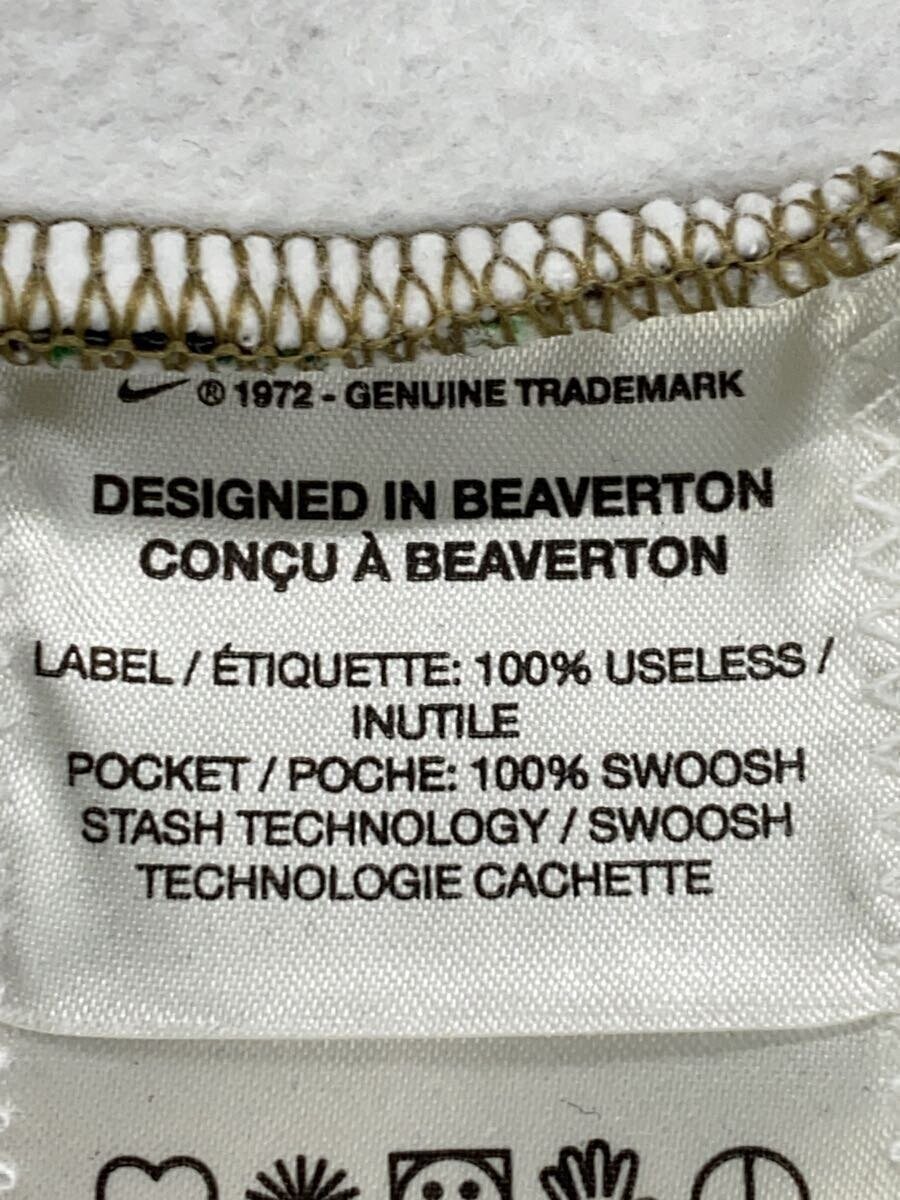 ® 1972 - GENUINE TRADEMARK
DESIGNED IN BEAVERTON
CONÇU À BEAVERTON
LABEL / ÉTIQUETTE: 100% USELESS /
INUTILE
POCKET / POCHE: 100% SWOOSH
STASH TECHNOLOGY / SWOOSH
TECHNOLOGIE CACHETTE